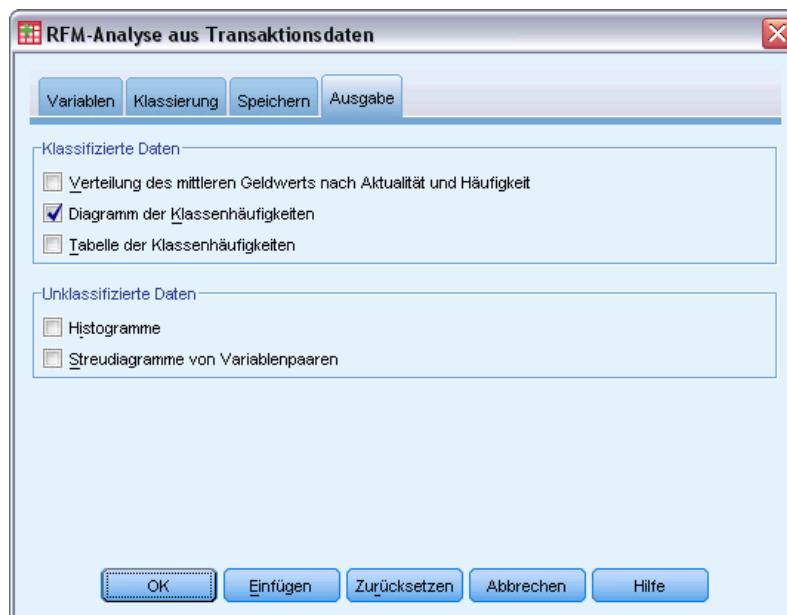 RFM-Analyse aus Transaktionsdaten
Variablen Klassierung Speichern Ausgabe
Klassifizierte Daten
Verteilung des mittleren Geldwerts nach Aktualität und Häufigkeit
Diagramm der Klassenhäufigkeiten
Tabelle der Klassenhäufigkeiten
Unklassifizierte Daten
Histogramme
Streudiagramme von Variablenpaaren
OK Einfügen Zurücksetzen Abbrechen Hilfe